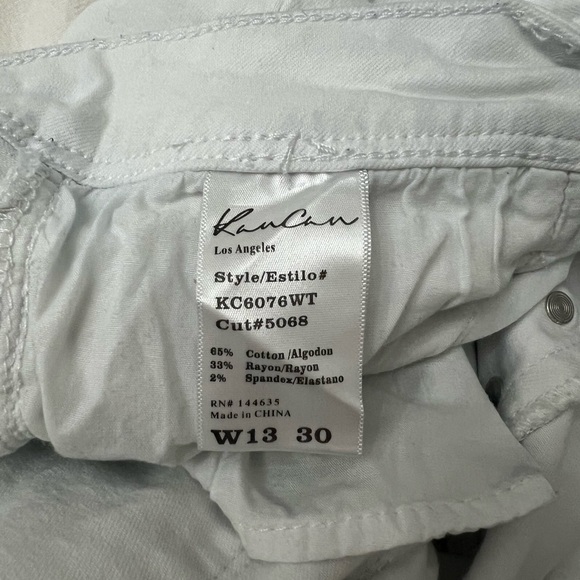 KanCan
Los Angeles
Style/Estilo#
KC6076WT
Cut#5068
65% Cotton/Algodon
33% Rayon/Rayon
2% Spandex/Elastano
RN# 144635
Made in CHINA
W13 30